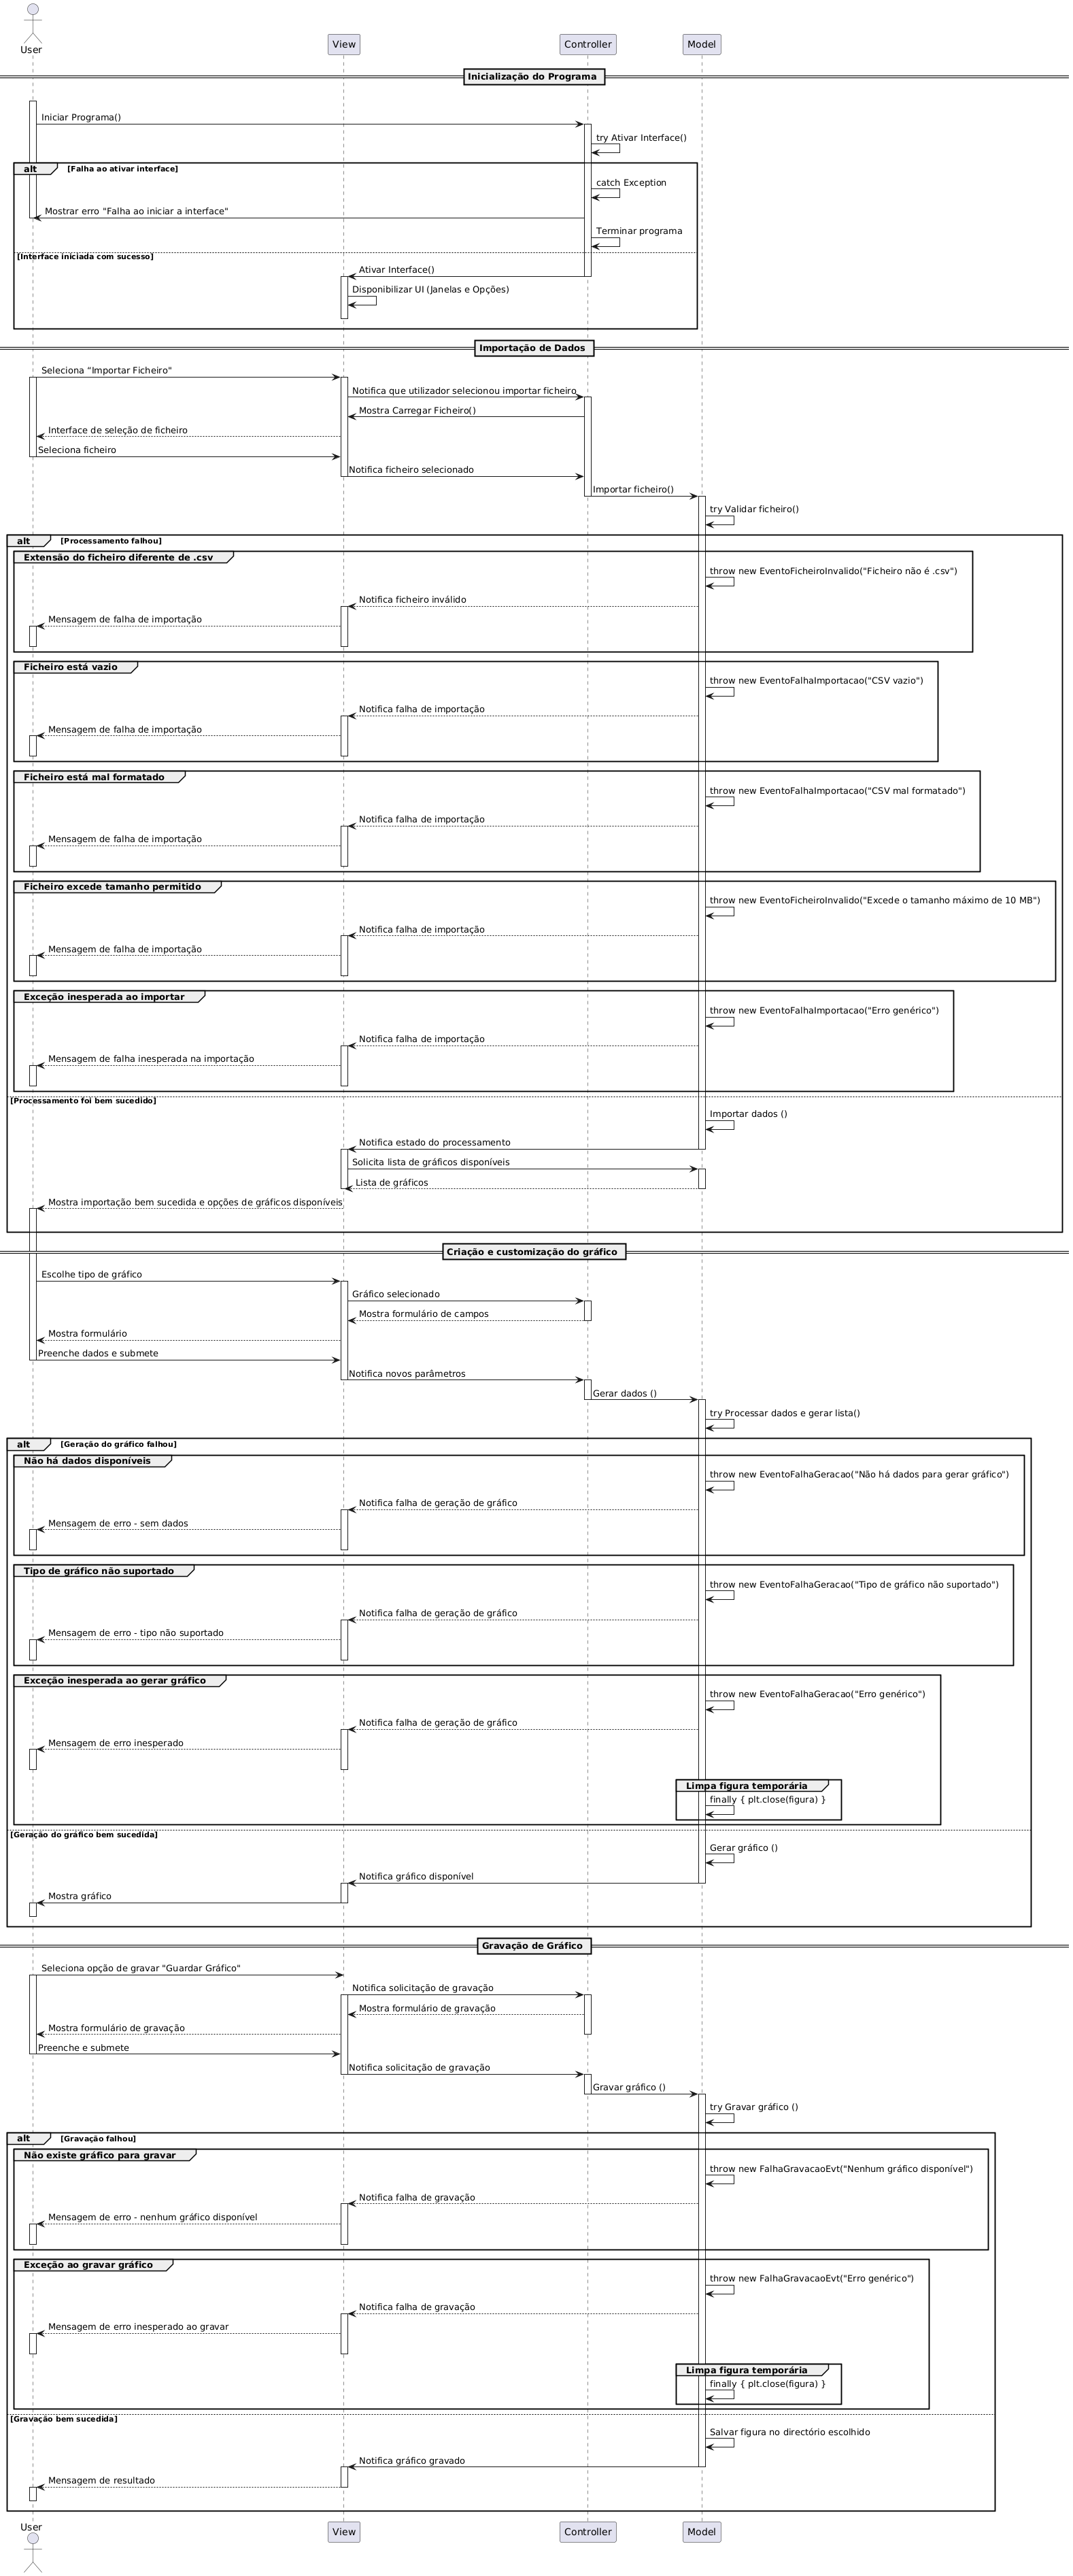 User
View
Controller
Model
Inicialização do Programa
Iniciar Programa()
try Ativar Interface()
alt
[Falha ao ativar interface]
catch Exception
Mostrar erro "Falha ao iniciar a interface"
Terminar programa
[Interface iniciada com sucesso]
Ativar Interface()
Disponibilizar UI (Janelas e Opções)
Importação de Dados
Seleciona "Importar Ficheiro"
Notifica que utilizador selecionou importar ficheiro
Mostra Carregar Ficheiro()
Interface de seleção de ficheiro
Seleciona ficheiro
Notifica ficheiro selecionado
Importar ficheiro()
try Validar ficheiro()
alt
[Processamento falhou]
Extensão do ficheiro diferente de .csv
throw new EventoFicheiroInvalido("Ficheiro não é .csv")
Notifica ficheiro inválido
Mensagem de falha de importação
Ficheiro está vazio
throw new EventoFalhaImportacao("CSV vazio")
Notifica falha de importação
Mensagem de falha de importação
Ficheiro está mal formatado
throw new EventoFalhaImportacao("CSV mal formatado")
Notifica falha de importação
Mensagem de falha de importação
Ficheiro excede tamanho permitido
throw new EventoFicheiroInvalido("Excede o tamanho máximo de 10 MB")
Notifica falha de importação
Mensagem de falha de importação
Exceção inesperada ao importar
throw new EventoFalhaImportacao("Erro genérico")
Notifica falha de importação
Mensagem de falha inesperada na importação
[Processamento foi bem sucedido]
Importar dados ()
Notifica estado do processamento
Solicita lista de gráficos disponíveis
Lista de gráficos
Mostra importação bem sucedida e opções de gráficos disponíveis
Criação e customização do gráfico
Escolhe tipo de gráfico
Gráfico selecionado
Mostra formulário de campos
Mostra formulário
Preenche dados e submete
Notifica novos parâmetros
Gerar dados ()
try Processar dados e gerar lista()
alt
[Geração do gráfico falhou]
Não há dados disponíveis
throw new EventoFalhaGeracao("Não há dados para gerar gráfico")
Notifica falha de geração de gráfico
Mensagem de erro - sem dados
Tipo de gráfico não suportado
throw new EventoFalhaGeracao("Tipo de gráfico não suportado")
Notifica falha de geração de gráfico
Mensagem de erro - tipo não suportado
Exceção inesperada ao gerar gráfico
throw new EventoFalhaGeracao("Erro genérico")
Notifica falha de geração de gráfico
Mensagem de erro inesperado
Limpa figura temporária
finally { plt.close(figura) }
[Geração do gráfico bem sucedida]
Gerar gráfico ()
Notifica gráfico disponível
Mostra gráfico
Gravação de Gráfico
Seleciona opção de gravar "Guardar Gráfico"
Notifica solicitação de gravação
Mostra formulário de gravação
Mostra formulário de gravação
Preenche e submete
Notifica solicitação de gravação
Gravar gráfico ()
try Gravar gráfico ()
alt
[Gravação falhou]
Não existe gráfico para gravar
throw new FalhaGravacaoEvt("Nenhum gráfico disponível")
Notifica falha de gravação
Mensagem de erro - nenhum gráfico disponível
Exceção ao gravar gráfico
throw new FalhaGravacaoEvt("Erro genérico")
Notifica falha de gravação
Mensagem de erro inesperado ao gravar
Limpa figura temporária
finally { plt.close(figura) }
[Gravação bem sucedida]
Salvar figura no directório escolhido
Notifica gráfico gravado
Mensagem de resultado
User
View
Controller
Model